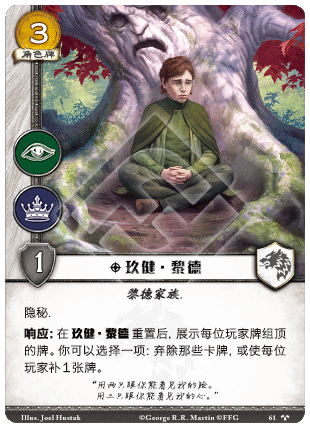 3
角色牌
1
玖健·黎德
黎德家族.
隐秘.
响应: 在 玖健·黎德 重置后, 展示每位玩家牌组顶
的牌。你可以选择一项: 弃除那些卡牌, 或使每位
玩家补1张牌。
“用两只眼你能看见我的脸。
用三只眼你能看见我的心。”
Illus. Joel Hustak ©George R.R. Martin ©FFG 61